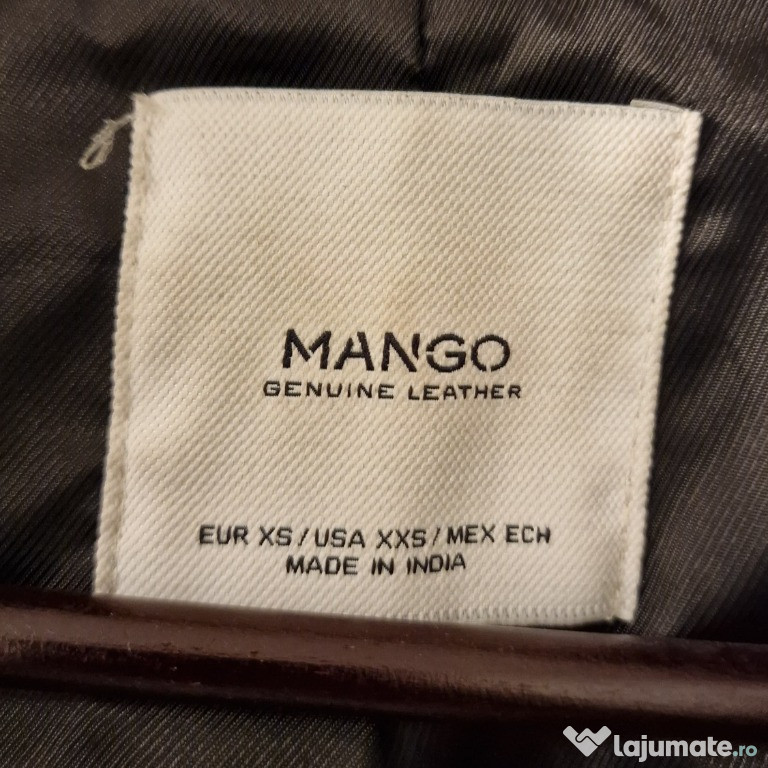 MANGO
GENUINE LEATHER
EUR XS / USA XXS / MEX ECH
MADE IN INDIA
lajumate.ro